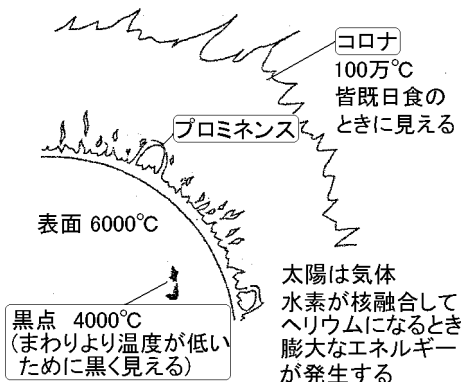 コロナ
100万℃
皆既日食の
ときに見える
プロミネンス
表面 6000℃
黒点 4000℃
(まわりより温度が低い
ために黒く見える)
太陽は気体
水素が核融合して
ヘリウムになるとき
膨大なエネルギー
が発生する